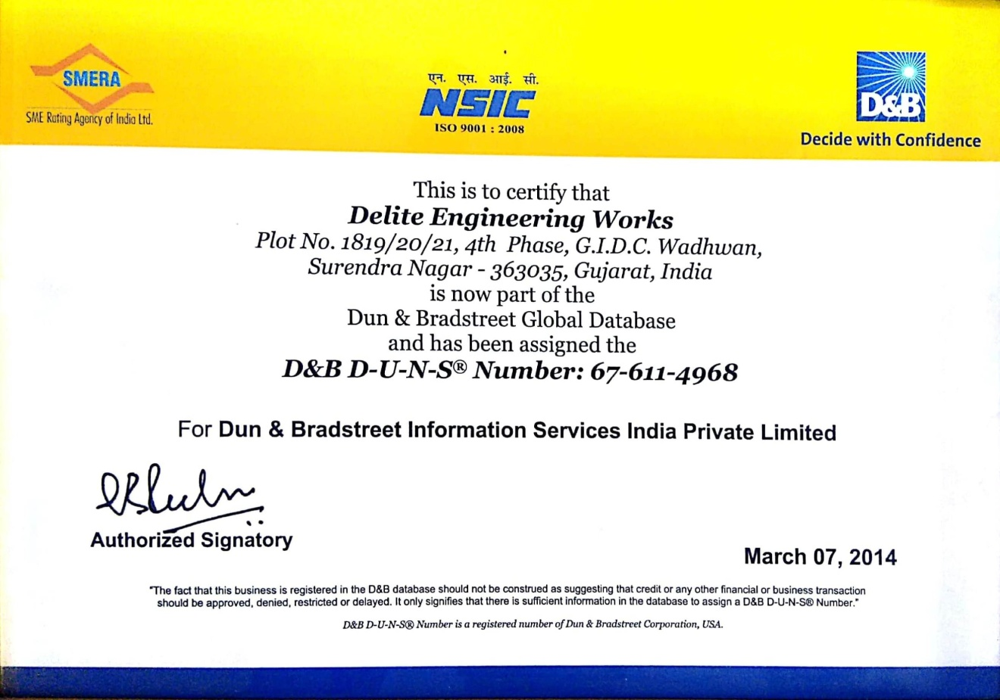 SMERA
SME Rating Agency of India Ltd.
एन. एस. आई. सी.
NSIC
ISO 9001 : 2008
D&B
Decide with Confidence
This is to certify that
Delite Engineering Works
Plot No. 1819/20/21, 4th Phase, G.I.D.C. Wadhwan,
Surendra Nagar - 363035, Gujarat, India
is now part of the
Dun & Bradstreet Global Database
and has been assigned the
D&B D-U-N-S® Number: 67-611-4968
For Dun & Bradstreet Information Services India Private Limited
Authorized Signatory
March 07, 2014
"The fact that this business is registered in the D&B database should not be construed as suggesting that credit or any other financial or business transaction
should be approved, denied, restricted or delayed. It only signifies that there is sufficient information in the database to assign a D&B D-U-N-S® Number."
D&B D-U-N-S® Number is a registered number of Dun & Bradstreet Corporation, USA.